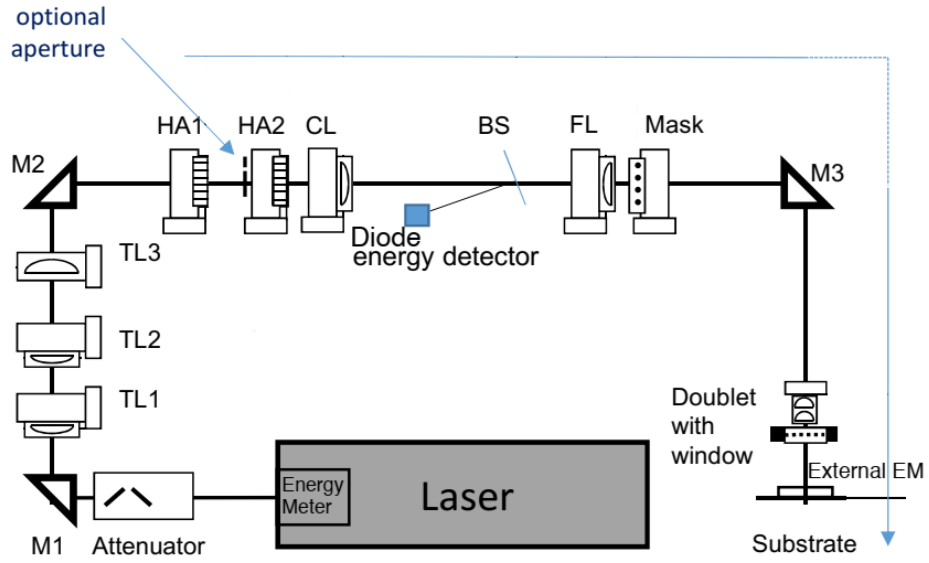 optional
aperture
HA1
HA2
CL
BS
FL
Mask
M2
M3
Diode
energy detector
TL3
TL2
TL1
Doublet
with
window
Energy
Meter
Laser
External EM
M1
Attenuator
Substrate